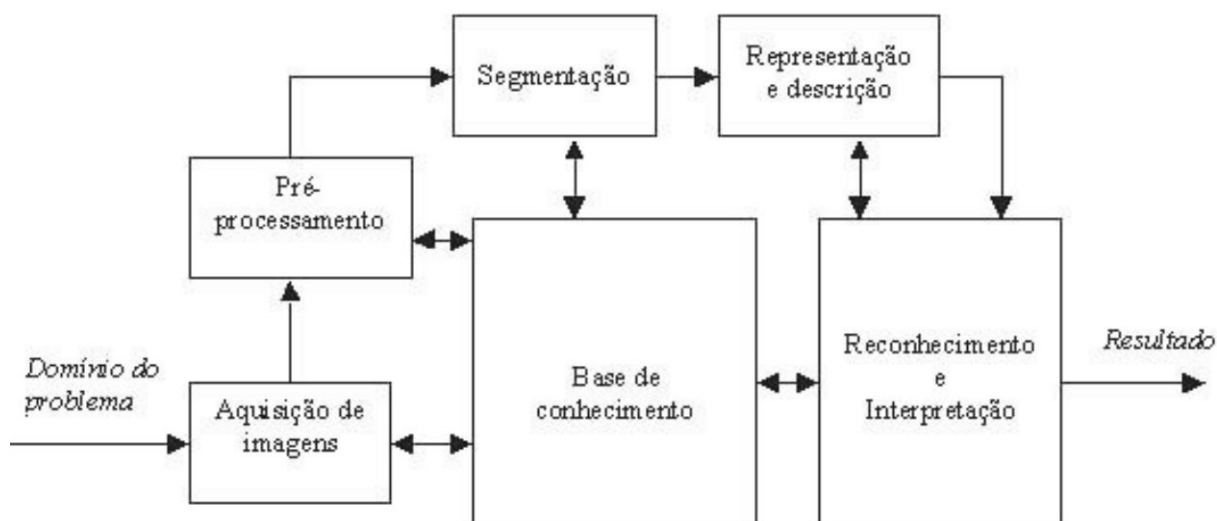 Segmentação
Representação
e descrição
Pré-
processamento
Domínio do
problema
Aquisição de
imagens
Base de
conhecimento
Reconhecimento
e
Interpretação
Resultado